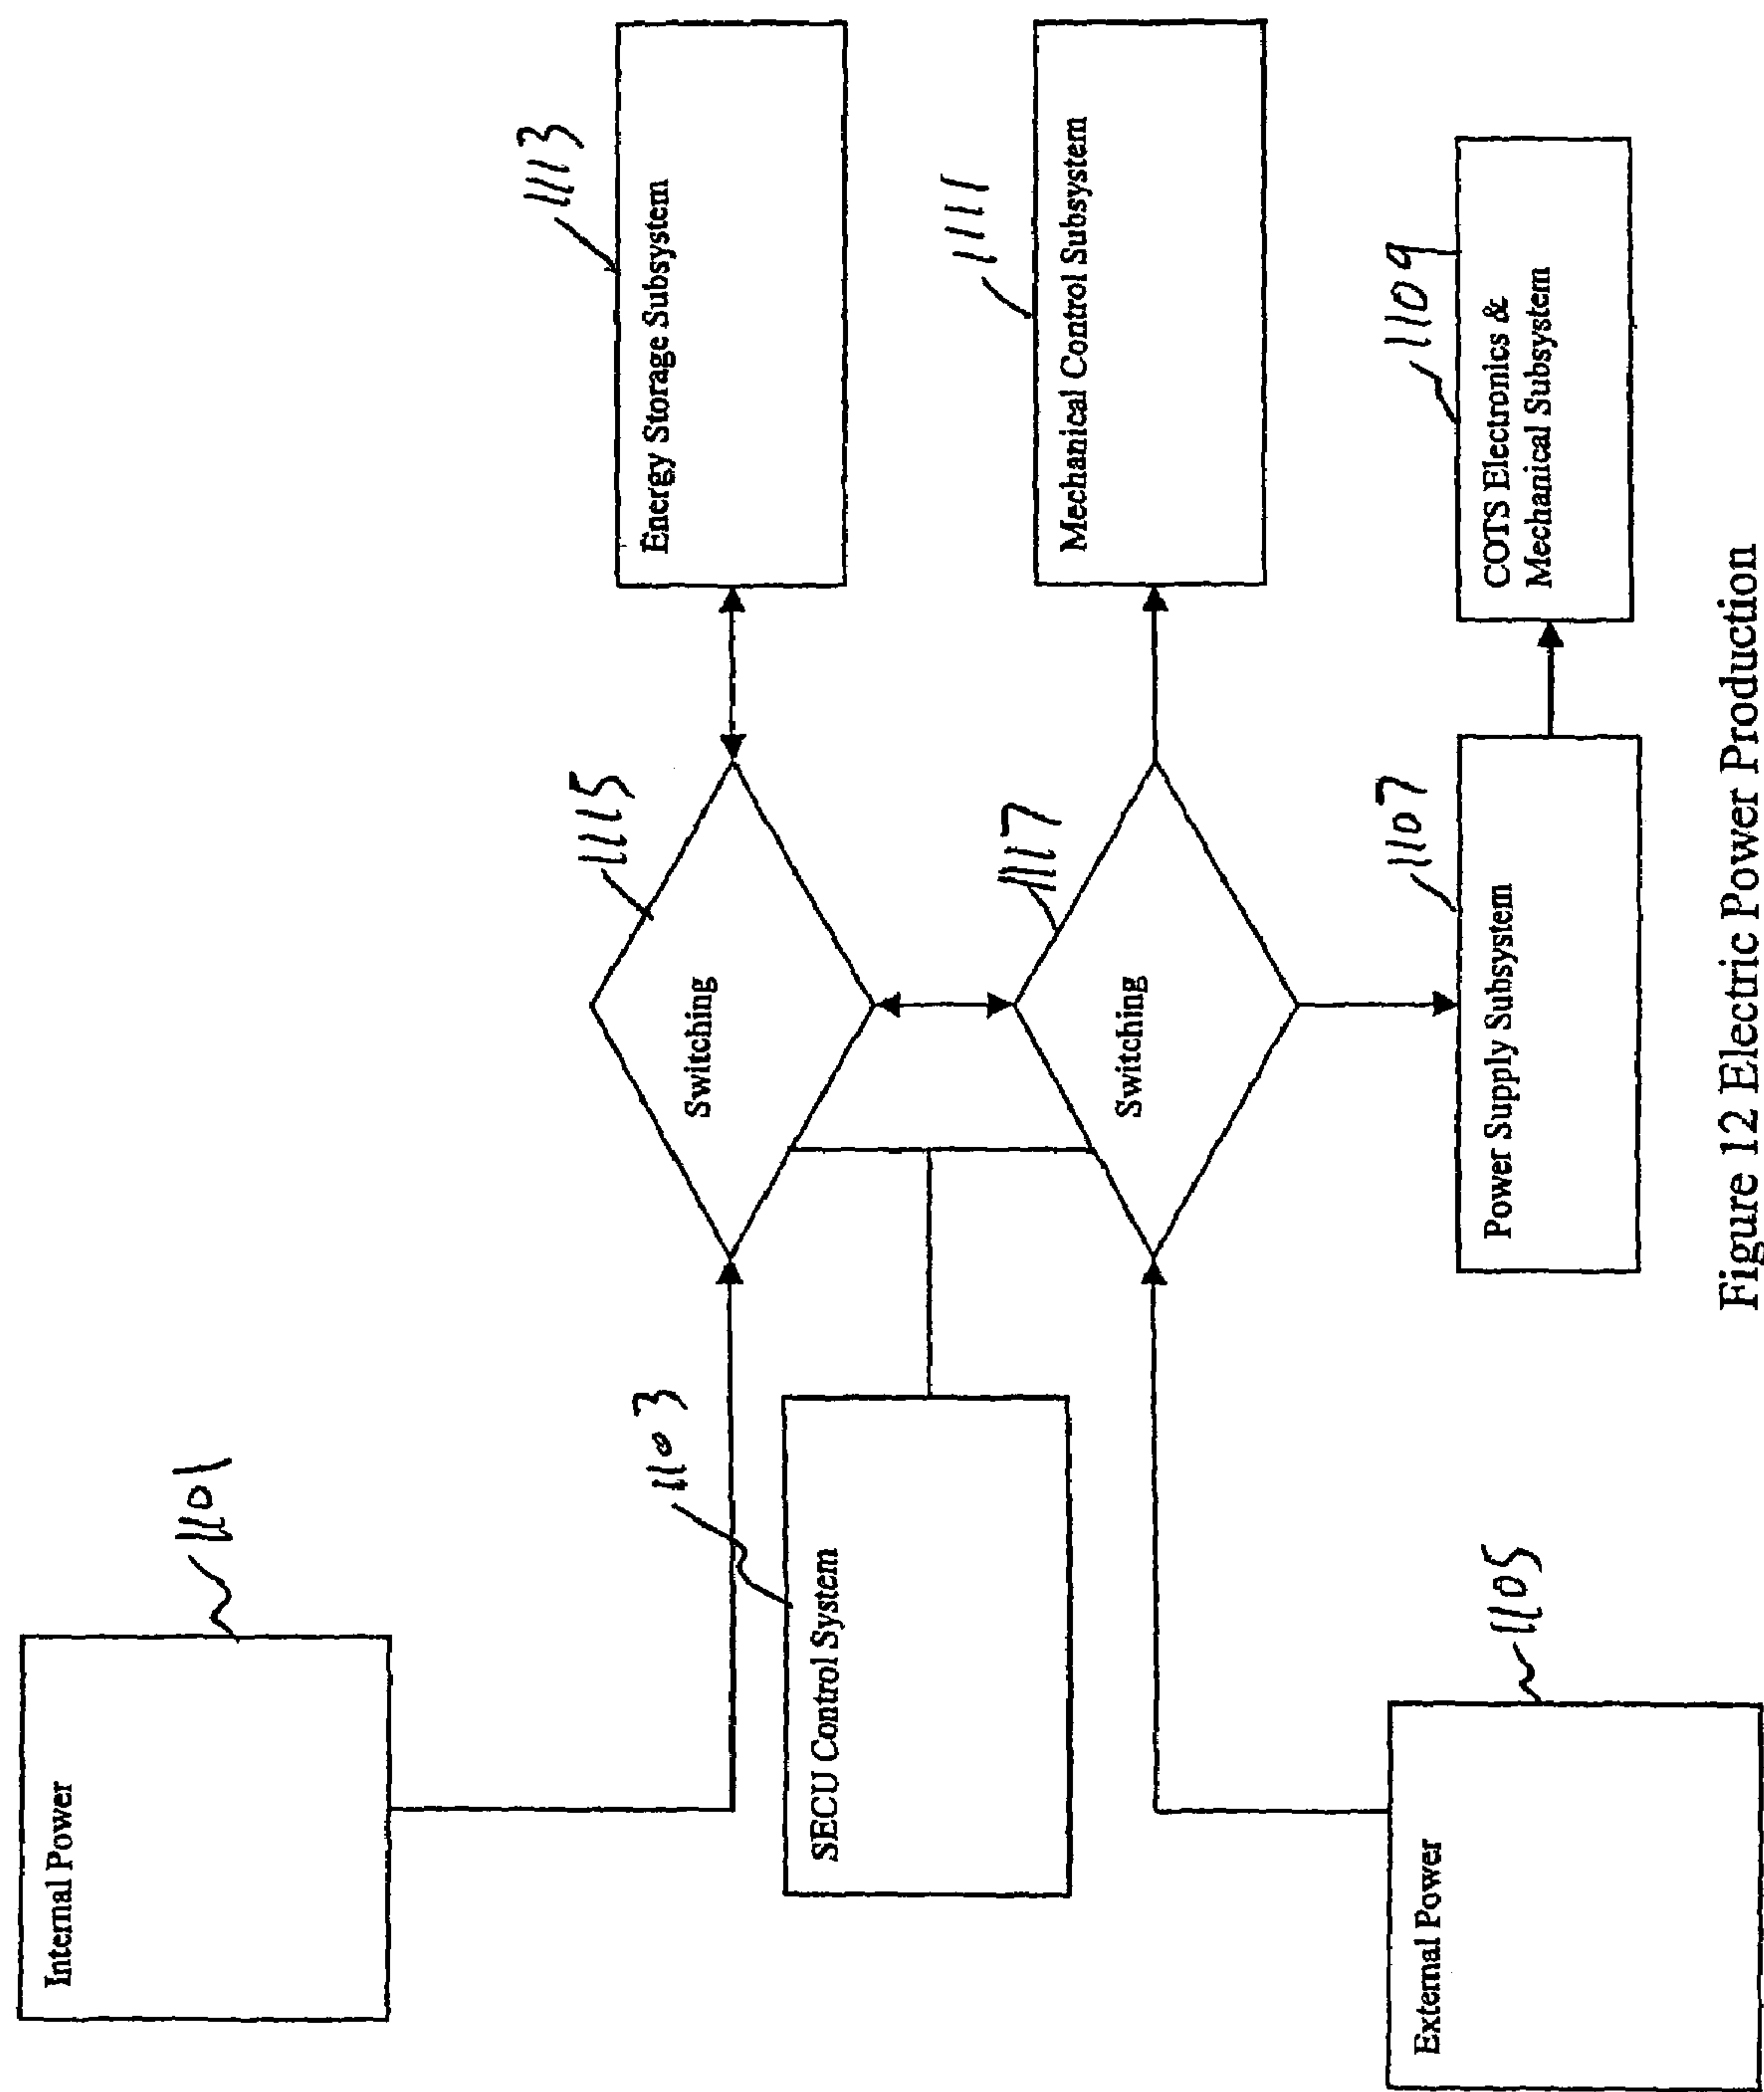 Internal Power
1101
SECU Control System
1103
External Power
1105
Switching
1115
Switching
1117
Energy Storage Subsystem
1113
Mechanical Control Subsystem
1111
Power Supply Subsystem
1107
COTS Electronics &
Mechanical Subsystem
1109
Figure 12 Electric Power Production